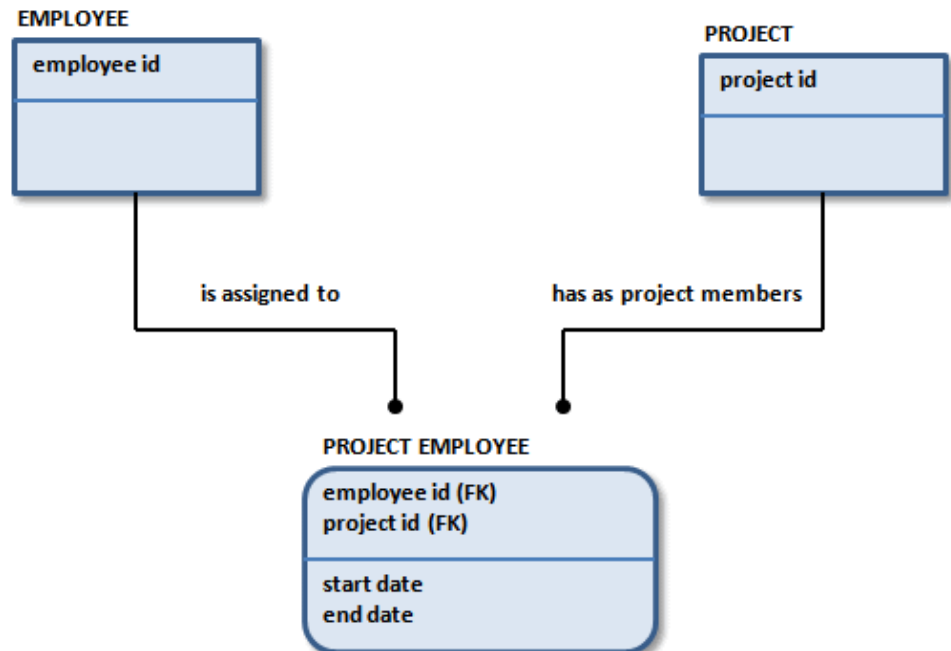 EMPLOYEE
employee id
PROJECT
project id
is assigned to
has as project members
PROJECT EMPLOYEE
employee id (FK)
project id (FK)
start date
end date